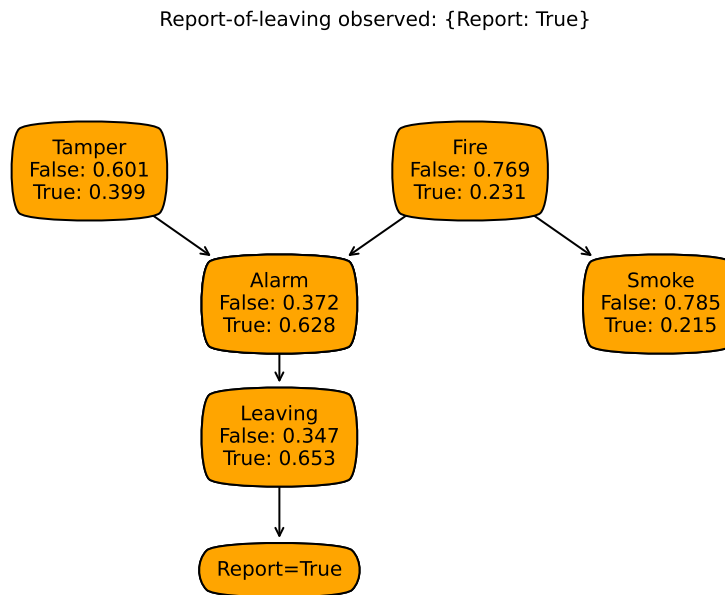 Report-of-leaving observed: {Report: True}
Tamper
False: 0.601
True: 0.399
Fire
False: 0.769
True: 0.231
Alarm
False: 0.372
True: 0.628
Smoke
False: 0.785
True: 0.215
Leaving
False: 0.347
True: 0.653
Report=True